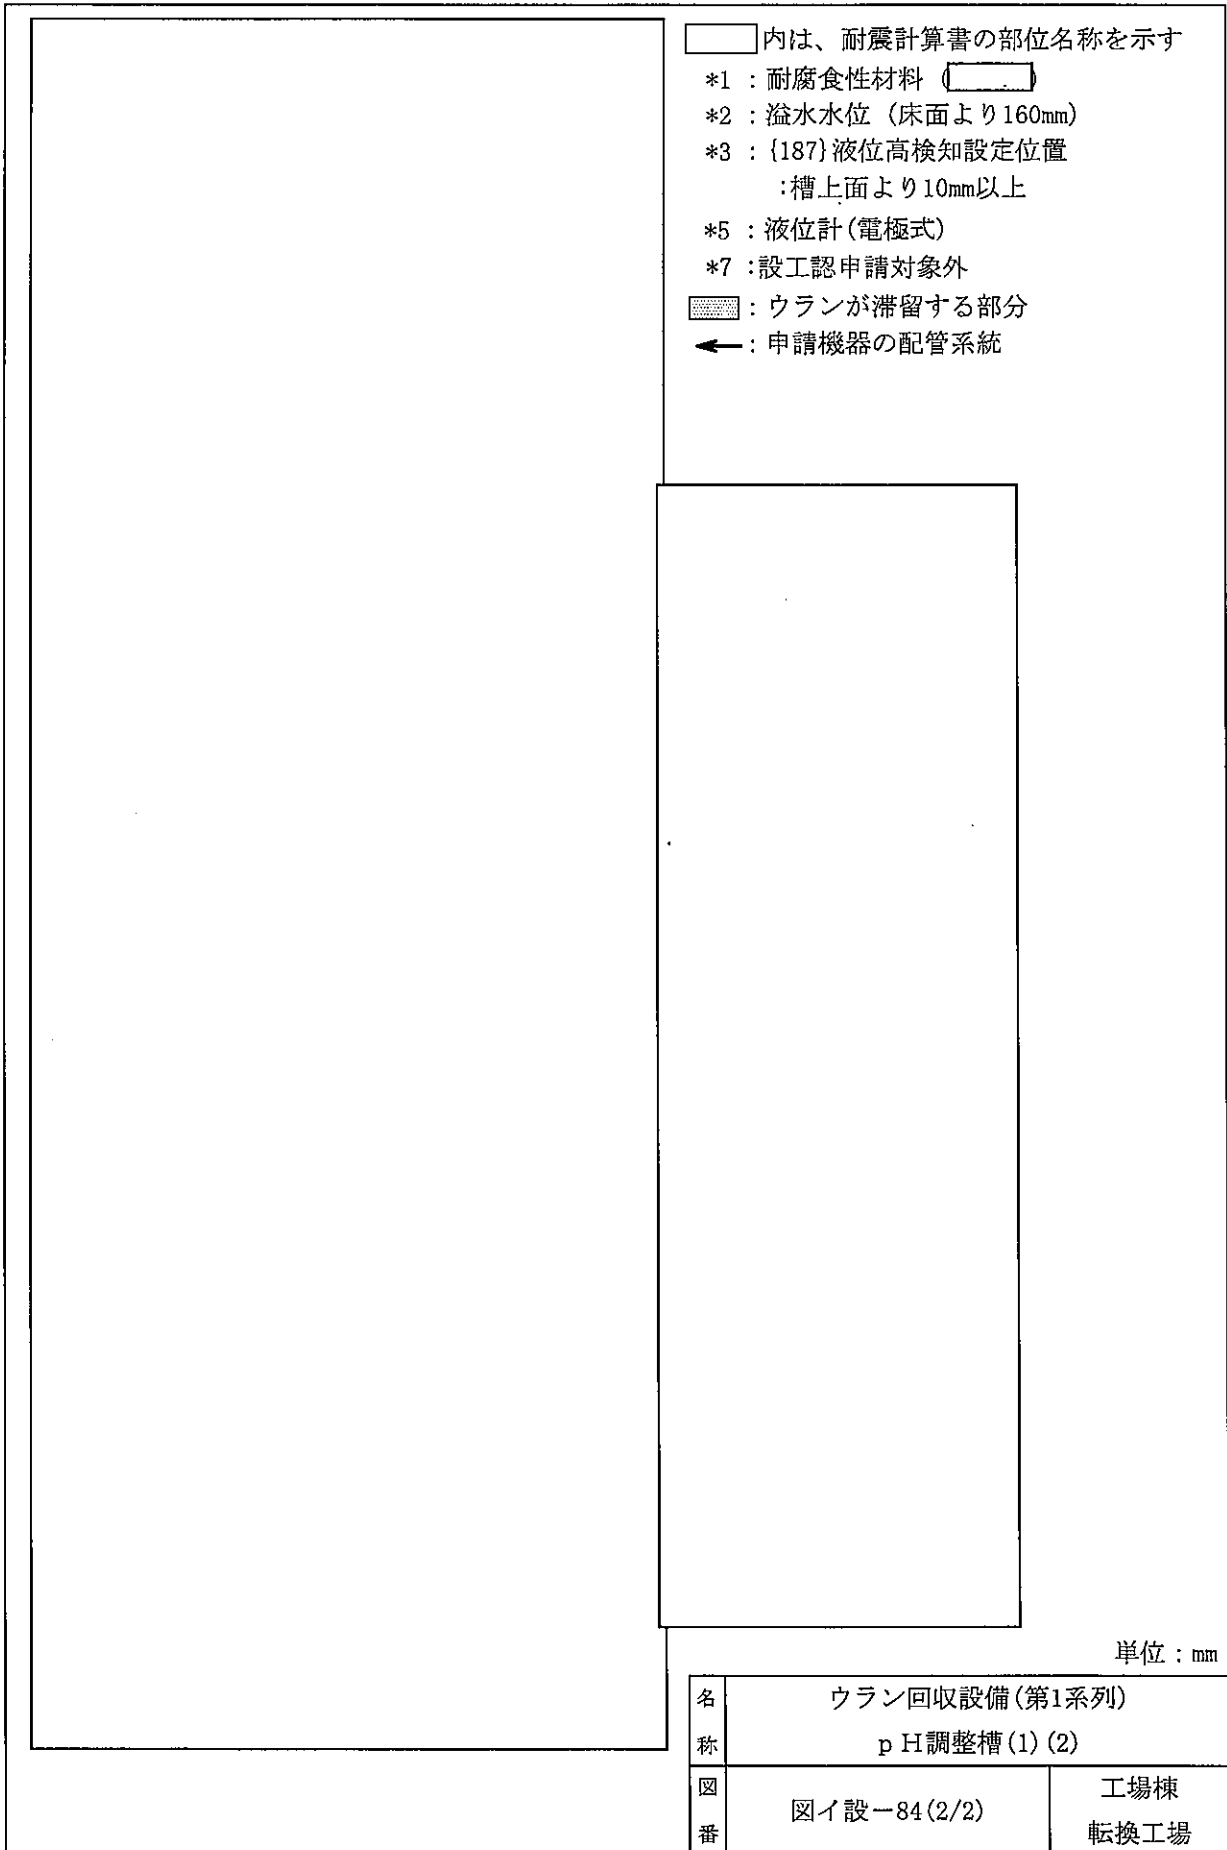 内は、耐震計算書の部位名称を示す
*1 : 耐腐食性材料 ( )
*2 : 溢水水位 (床面より160mm)
*3 : {187}液位高検知設定位置
:槽上面より10mm以上
*5 : 液位計(電極式)
*7 :設工認申請対象外
: ウランが滞留する部分
: 申請機器の配管系統
単位 : mm
名称
ウラン回収設備(第1系列)
pH調整槽(1)(2)
図番
図イ設-84(2/2)
工場棟
転換工場